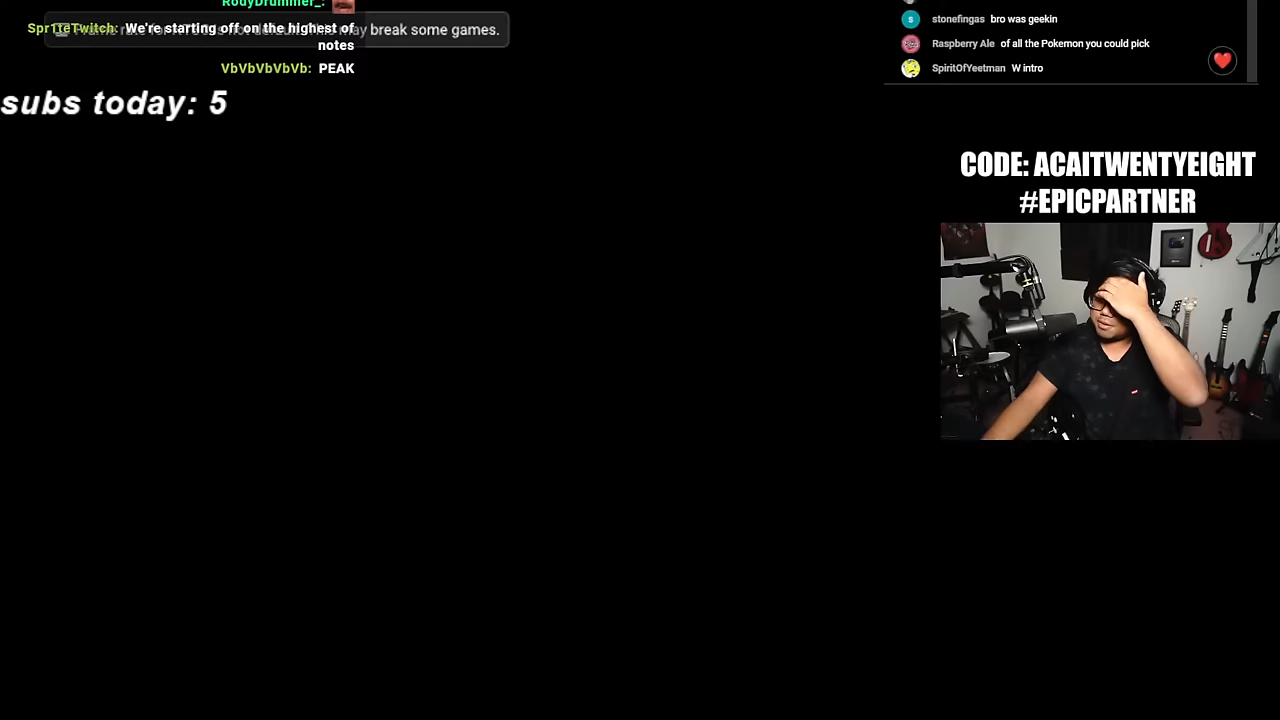 RodyDrummer_:
Spr1teTwitch: We're starting off on the highest of
notes
break some games.
VbVbVbVbVb: PEAK
subs today: 5
stonefingas bro was geekin
Raspberry Ale of all the Pokemon you could pick
SpiritOfYeetman W intro
CODE: ACAITWENTYEIGHT
#EPICPARTNER